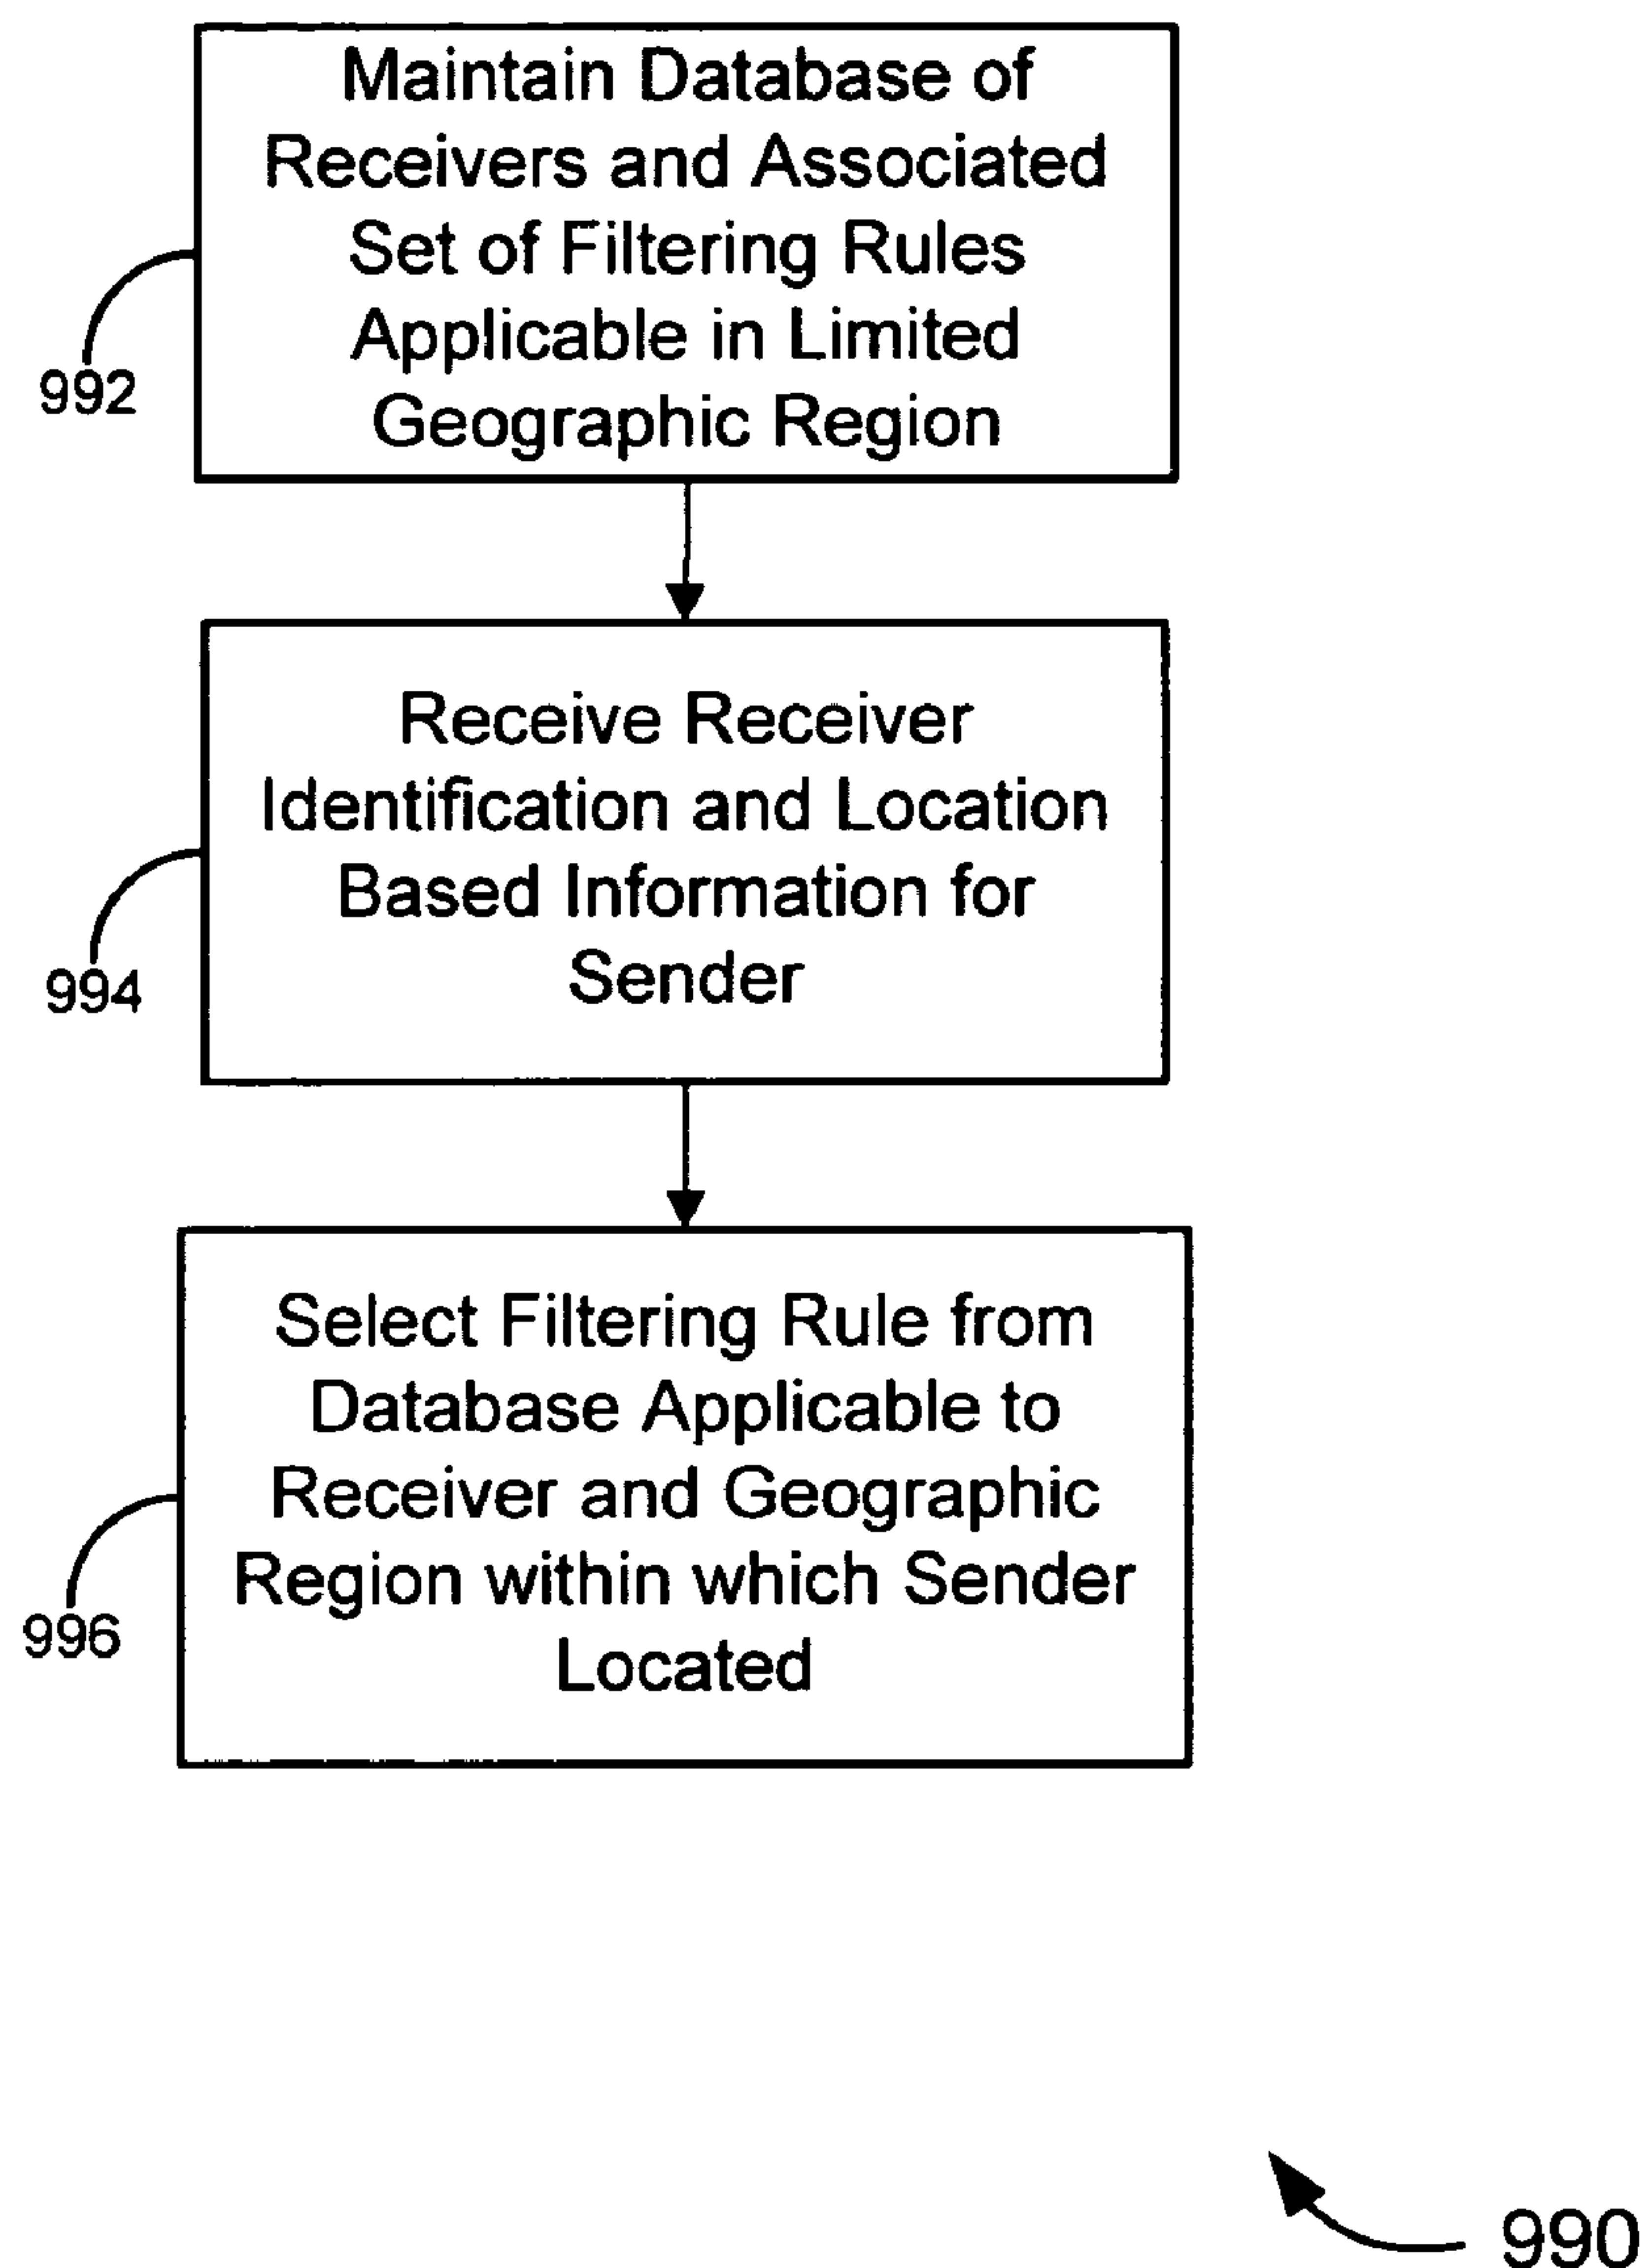 Maintain Database of
Receivers and Associated
Set of Filtering Rules
Applicable in Limited
Geographic Region
992
Receive Receiver
Identification and Location
Based Information for
Sender
994
Select Filtering Rule from
Database Applicable to
Receiver and Geographic
Region within which Sender
Located
996
990